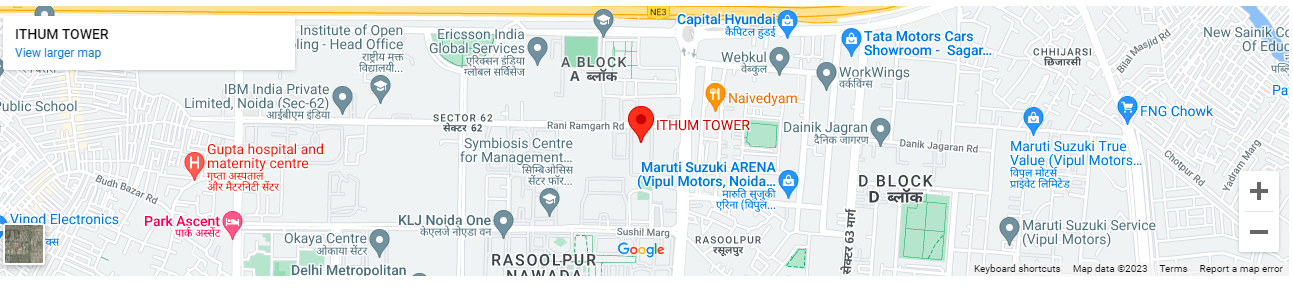 ITHUM TOWER
View larger map
Institute of Open
ling - Head Office
राष्ट्रीय मुक्त
विद्यालयी...
NE3
Ericsson India
Global Services
एरिक्सन इंडिया
ग्लोबल सर्विसेज
A BLOCK
A ब्लॉक
Capital Hyundai
कैपिटल हुंडई
Webkul
वेबकुल
Tata Motors Cars
Showroom - Sagar...
WorkWings
वर्कविंग्स
CHHIJARSI
छिजारसी
Bilal Masjid Rd
New Sainik Co
Of Educ
Public School
IBM India Private
Limited, Noida (Sec-62)
आईबीएम इंडिया
SECTOR 62
सेक्टर 62
Rani Ramgarh Rd
ITHUM TOWER
Naivedyam
Dainik Jagran
दैनिक जागरण
Danik Jagaran Rd
FNG Chowk
Maruti Suzuki True
Value (Vipul Motors...
विपुल मोटर्स
प्राइवेट लिमिटेड
Chotpur Rd
Yadram Marg
Gupta hospital and
maternity centre
गुप्ता अस्पताल
और मैटरनिटी सेंटर
Budh Bazar Rd
Symbiosis Centre
for Management...
सिम्बिओसिस
सेंटर फॉर...
Maruti Suzuki ARENA
(Vipul Motors, Noida...
मारुति सुजुकी
एरिना (विपुल...
D BLOCK
D ब्लॉक
Vinod Electronics
Park Ascent
पार्क अस्सेंट
KLJ Noida One
केएलजे नोएडा वन
Okaya Centre
ओकाया सेंटर
Delhi Metropolitan
RASOOLPUR
NAWADA
Sushil Marg
Google
RASOOLPUR
रसूलपुर
सेक्टर 63 मार्ग
Maruti Suzuki Service
(Vipul Motors)
Keyboard shortcuts
Map data ©2023
Terms
Report a map error